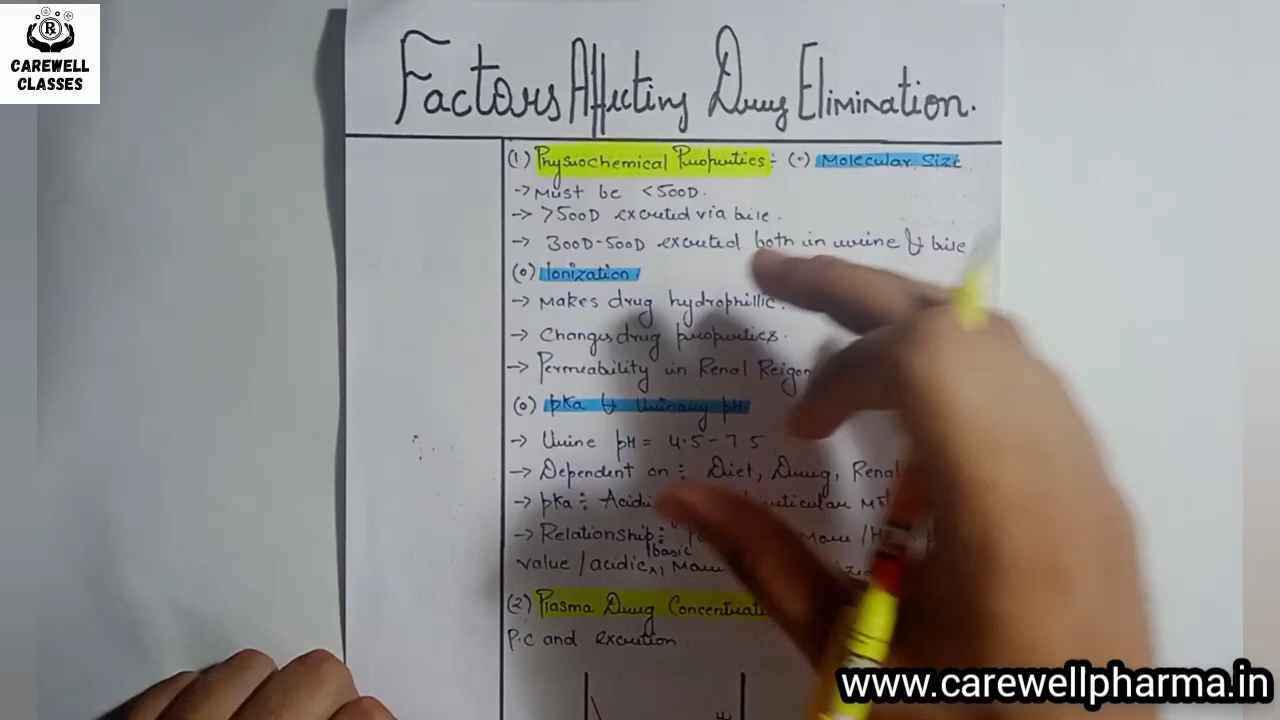 CAREWELL
CLASSES
Factors Affecting Drug Elimination.
(1) Physiochemical Properties:- (•) Molecular Size
→ Must be <500D.
→ >500D excreted via bile.
→ 300D-500D excreted both in urine & bile
(o) Ionization
→ Makes drug hydrophillic.
→ Changes drug properties.
→ Permeability in Renal Reigon
(o) pKa & Urinary pH
→ Urine pH = 4.5-7.5
→ Dependent on ÷ Diet, Drug, Renal
→ pKa ÷
→ Relationship:
basic
value / acidic
(2) Plasma Drug
P.C and excretion
www.carewellpharma.in